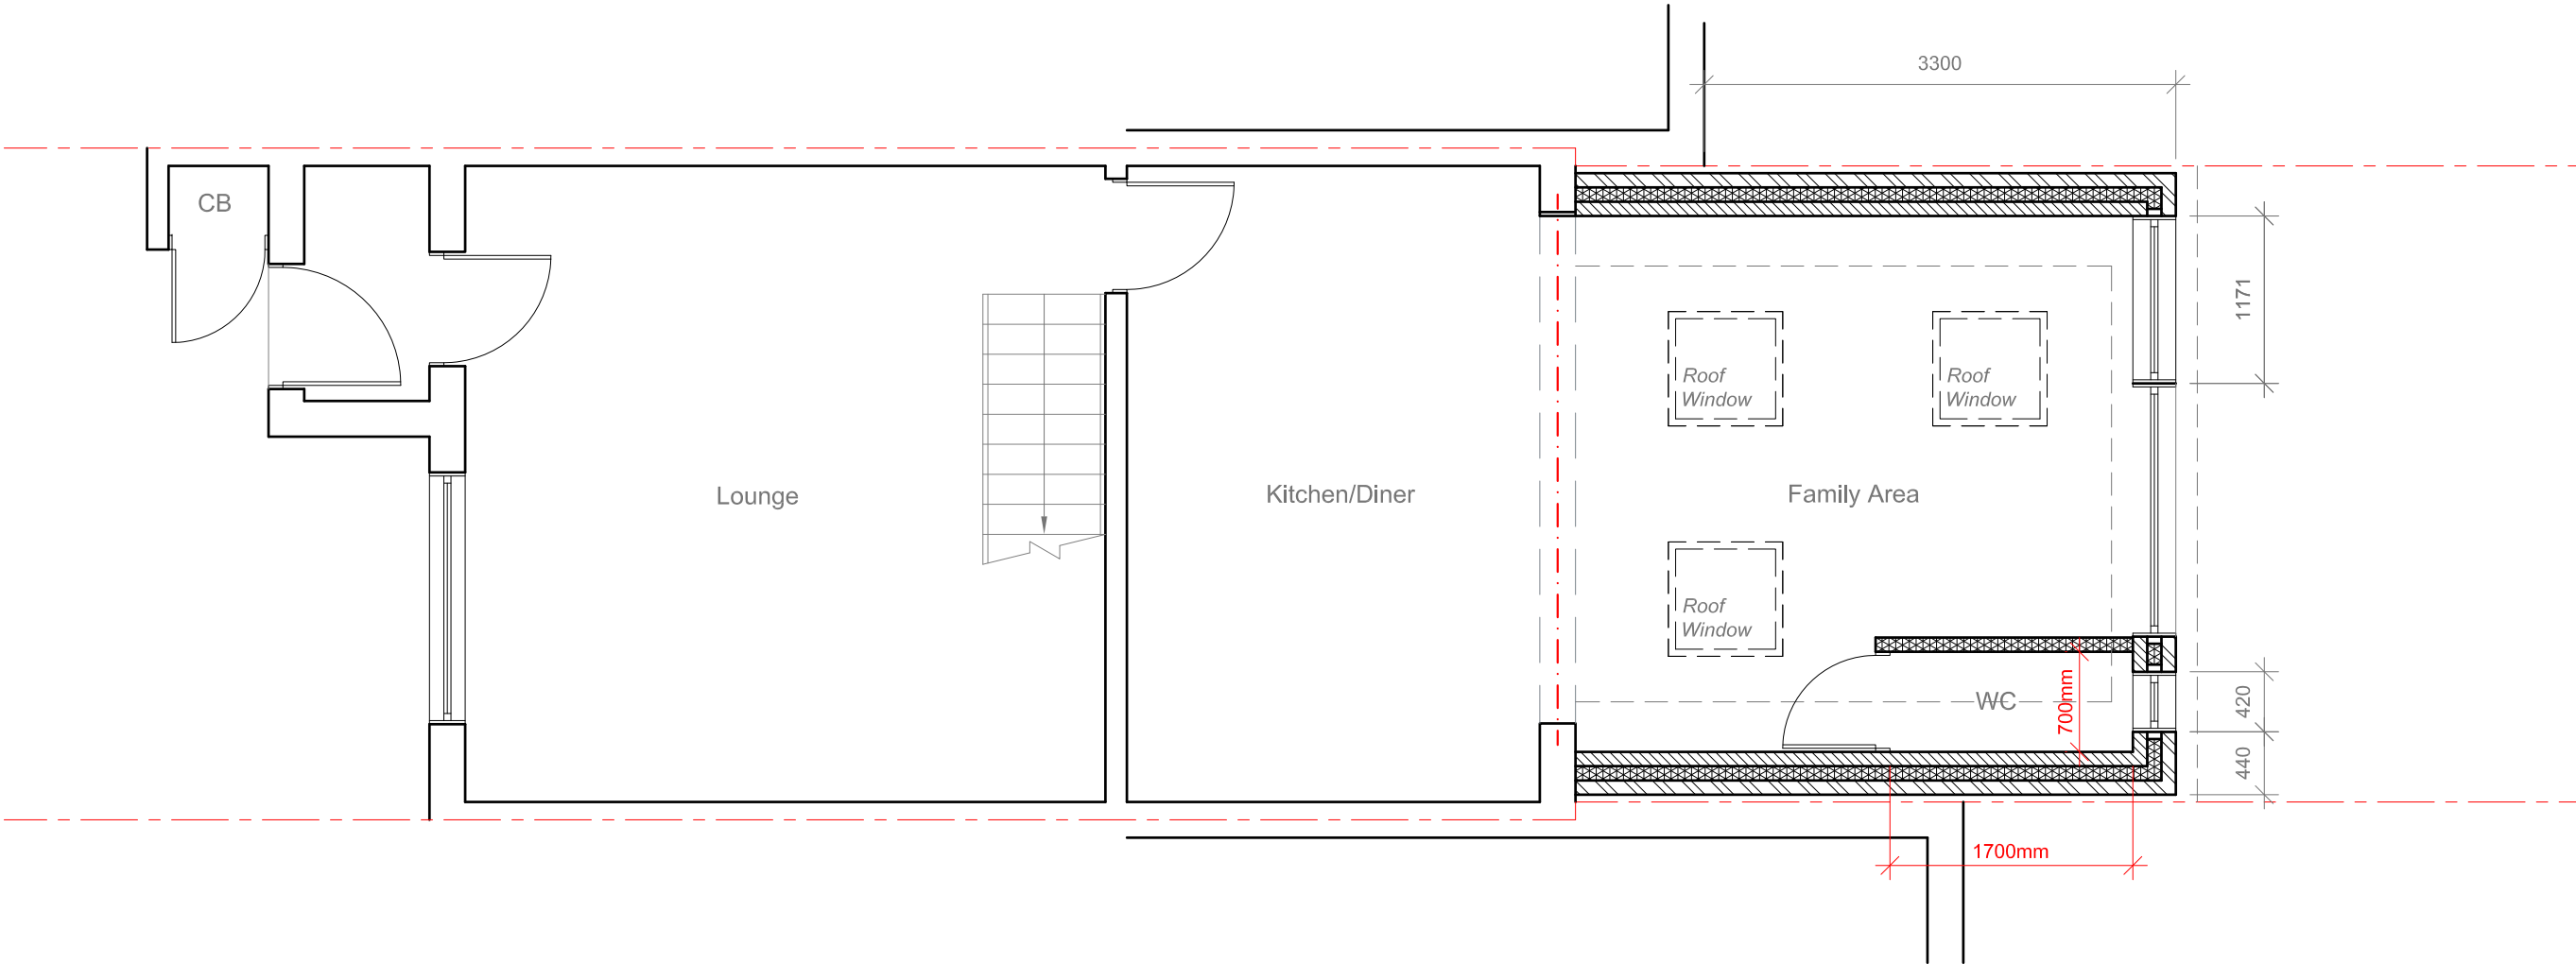 3300
CB
1171
Roof
Window
Roof
Window
Lounge
Kitchen/Diner
Family Area
Roof
Window
WC
700mm
420
440
1700mm